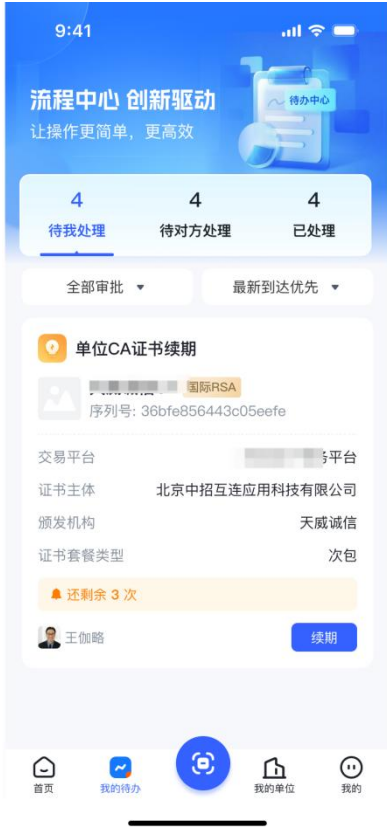 9:41
流程中心 创新驱动
让操作更简单，更高效
待办中心
4 4 4
待我处理 待对方处理 已处理
全部审批 最新到达优先
单位CA证书续期
国际RSA
序列号: 36bfe856443c05eefe
交易平台 平台
证书主体 北京中招互连应用科技有限公司
颁发机构 天威诚信
证书套餐类型 次包
还剩余 3 次
王伽略 续期
首页 我的待办 我的单位 我的